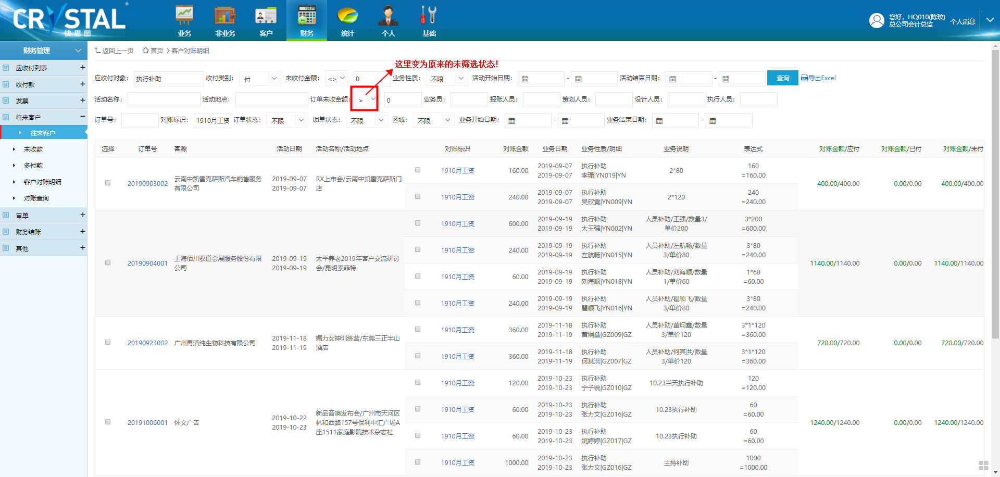 CRYSTAL
®
快思图
业务
非业务
客户
财务
统计
个人
基础
您好，HQ010(陈玟)
总公司会计总监
个人消息
财务管理
应收付列表 +
收付款 +
发票 +
往来客户 −
往来客户
未收款
多付款
客户对账明细
对账查询
审单 +
财务结账 +
其他 +
返回上一页 首页 > 客户对账明细
这里变为原来的未筛选状态！
应收付对象： 执行补助 收付类别： 付 未收付金额： <> 0 业务性质： 不限 活动开始日期： - 活动结束日期： - 查询 导出Excel
活动名称： 活动地点： 订单未收金额： > 0 业务员： 报账人员： 策划人员： 设计人员： 执行人员：
订单号： 对账标识： 1910月工资 订单状态： 不限 锁单状态： 不限 区域： 不限 业务开始日期： - 业务结束日期： -
选择 订单号 客源 活动日期 活动名称/活动地点 对账标识 对账金额 业务日期 业务性质/明细 业务说明 表达式 对账金额/应付 对账金额/已付 对账金额/未付
20190903002
云南中凯雷克萨斯汽车销售服务
有限公司
2019-09-07
2019-09-07
RX上市会/云南中凯雷克萨斯门
店
1910月工资 160.00
2019-09-07
2019-09-07
执行补助
李珊|YN019|YN
2*80
160
=160.00
1910月工资 240.00
2019-09-07
2019-09-07
执行补助
吴欣霓|YN009|YN
2*120
240
=240.00
400.00/400.00 0.00/0.00 400.00/400.00
20190904001
上海佰川驭道会展服务股份有限
公司
2019-09-19
2019-09-19
太平养老2019年客户交流研讨
会/昆明索菲特
1910月工资 600.00
2019-09-19
2019-09-19
执行补助
大王强|YN002|YN
人员补助/王强/数量3/
单价200
3*200
=600.00
1910月工资 240.00
2019-09-19
2019-09-19
执行补助
左航畅|YN015|YN
人员补助/左航畅/数量
3/单价80
3*80
=240.00
1910月工资 60.00
2019-09-19
2019-09-19
执行补助
刘海顺|YN018|YN
人员补助/刘海顺/数量
1/单价60
1*60
=60.00
1910月工资 240.00
2019-09-19
2019-09-19
执行补助
瞿顺飞|YN016|YN
人员补助/瞿顺飞/数量
3/单价80
3*80
=240.00
1140.00/1140.00 0.00/0.00 1140.00/1140.00
20190923002
广州再清纯生物科技有限公司
2019-11-18
2019-11-19
媚力女神训练营/东莞三正半山
酒店
1910月工资 360.00
2019-11-18
2019-11-19
执行补助
黄炯鑫|GZ009|GZ
人员补助/黄炯鑫/数量
3/单价120
3*1*120
=360.00
1910月工资 360.00
2019-11-18
2019-11-19
执行补助
何其洪|GZ007|GZ
人员补助/何其洪/数量
3/单价120
3*1*120
=360.00
720.00/720.00 0.00/0.00 720.00/720.00
20191006001
怀文广告
2019-10-22
2019-10-23
新品音响发布会/广州市天河区
林和西路157号保利中汇广场A
座1511家庭影院技术杂志社
1910月工资 120.00
2019-10-23
2019-10-23
执行补助
宁子锐|GZ010|GZ
10.23当天执行补助
120
=120.00
1910月工资 60.00
2019-10-23
2019-10-23
执行补助
张力文|GZ016|GZ
10.23执行补助
60
=60.00
1910月工资 60.00
2019-10-23
2019-10-23
执行补助
姚婷婷|GZ017|GZ
10.23执行补助
60
=60.00
1910月工资 1000.00
2019-10-23
2019-10-23
执行补助
张力文|GZ016|GZ
主持补助
1000
=1000.00
1240.00/1240.00 0.00/0.00 1240.00/1240.00